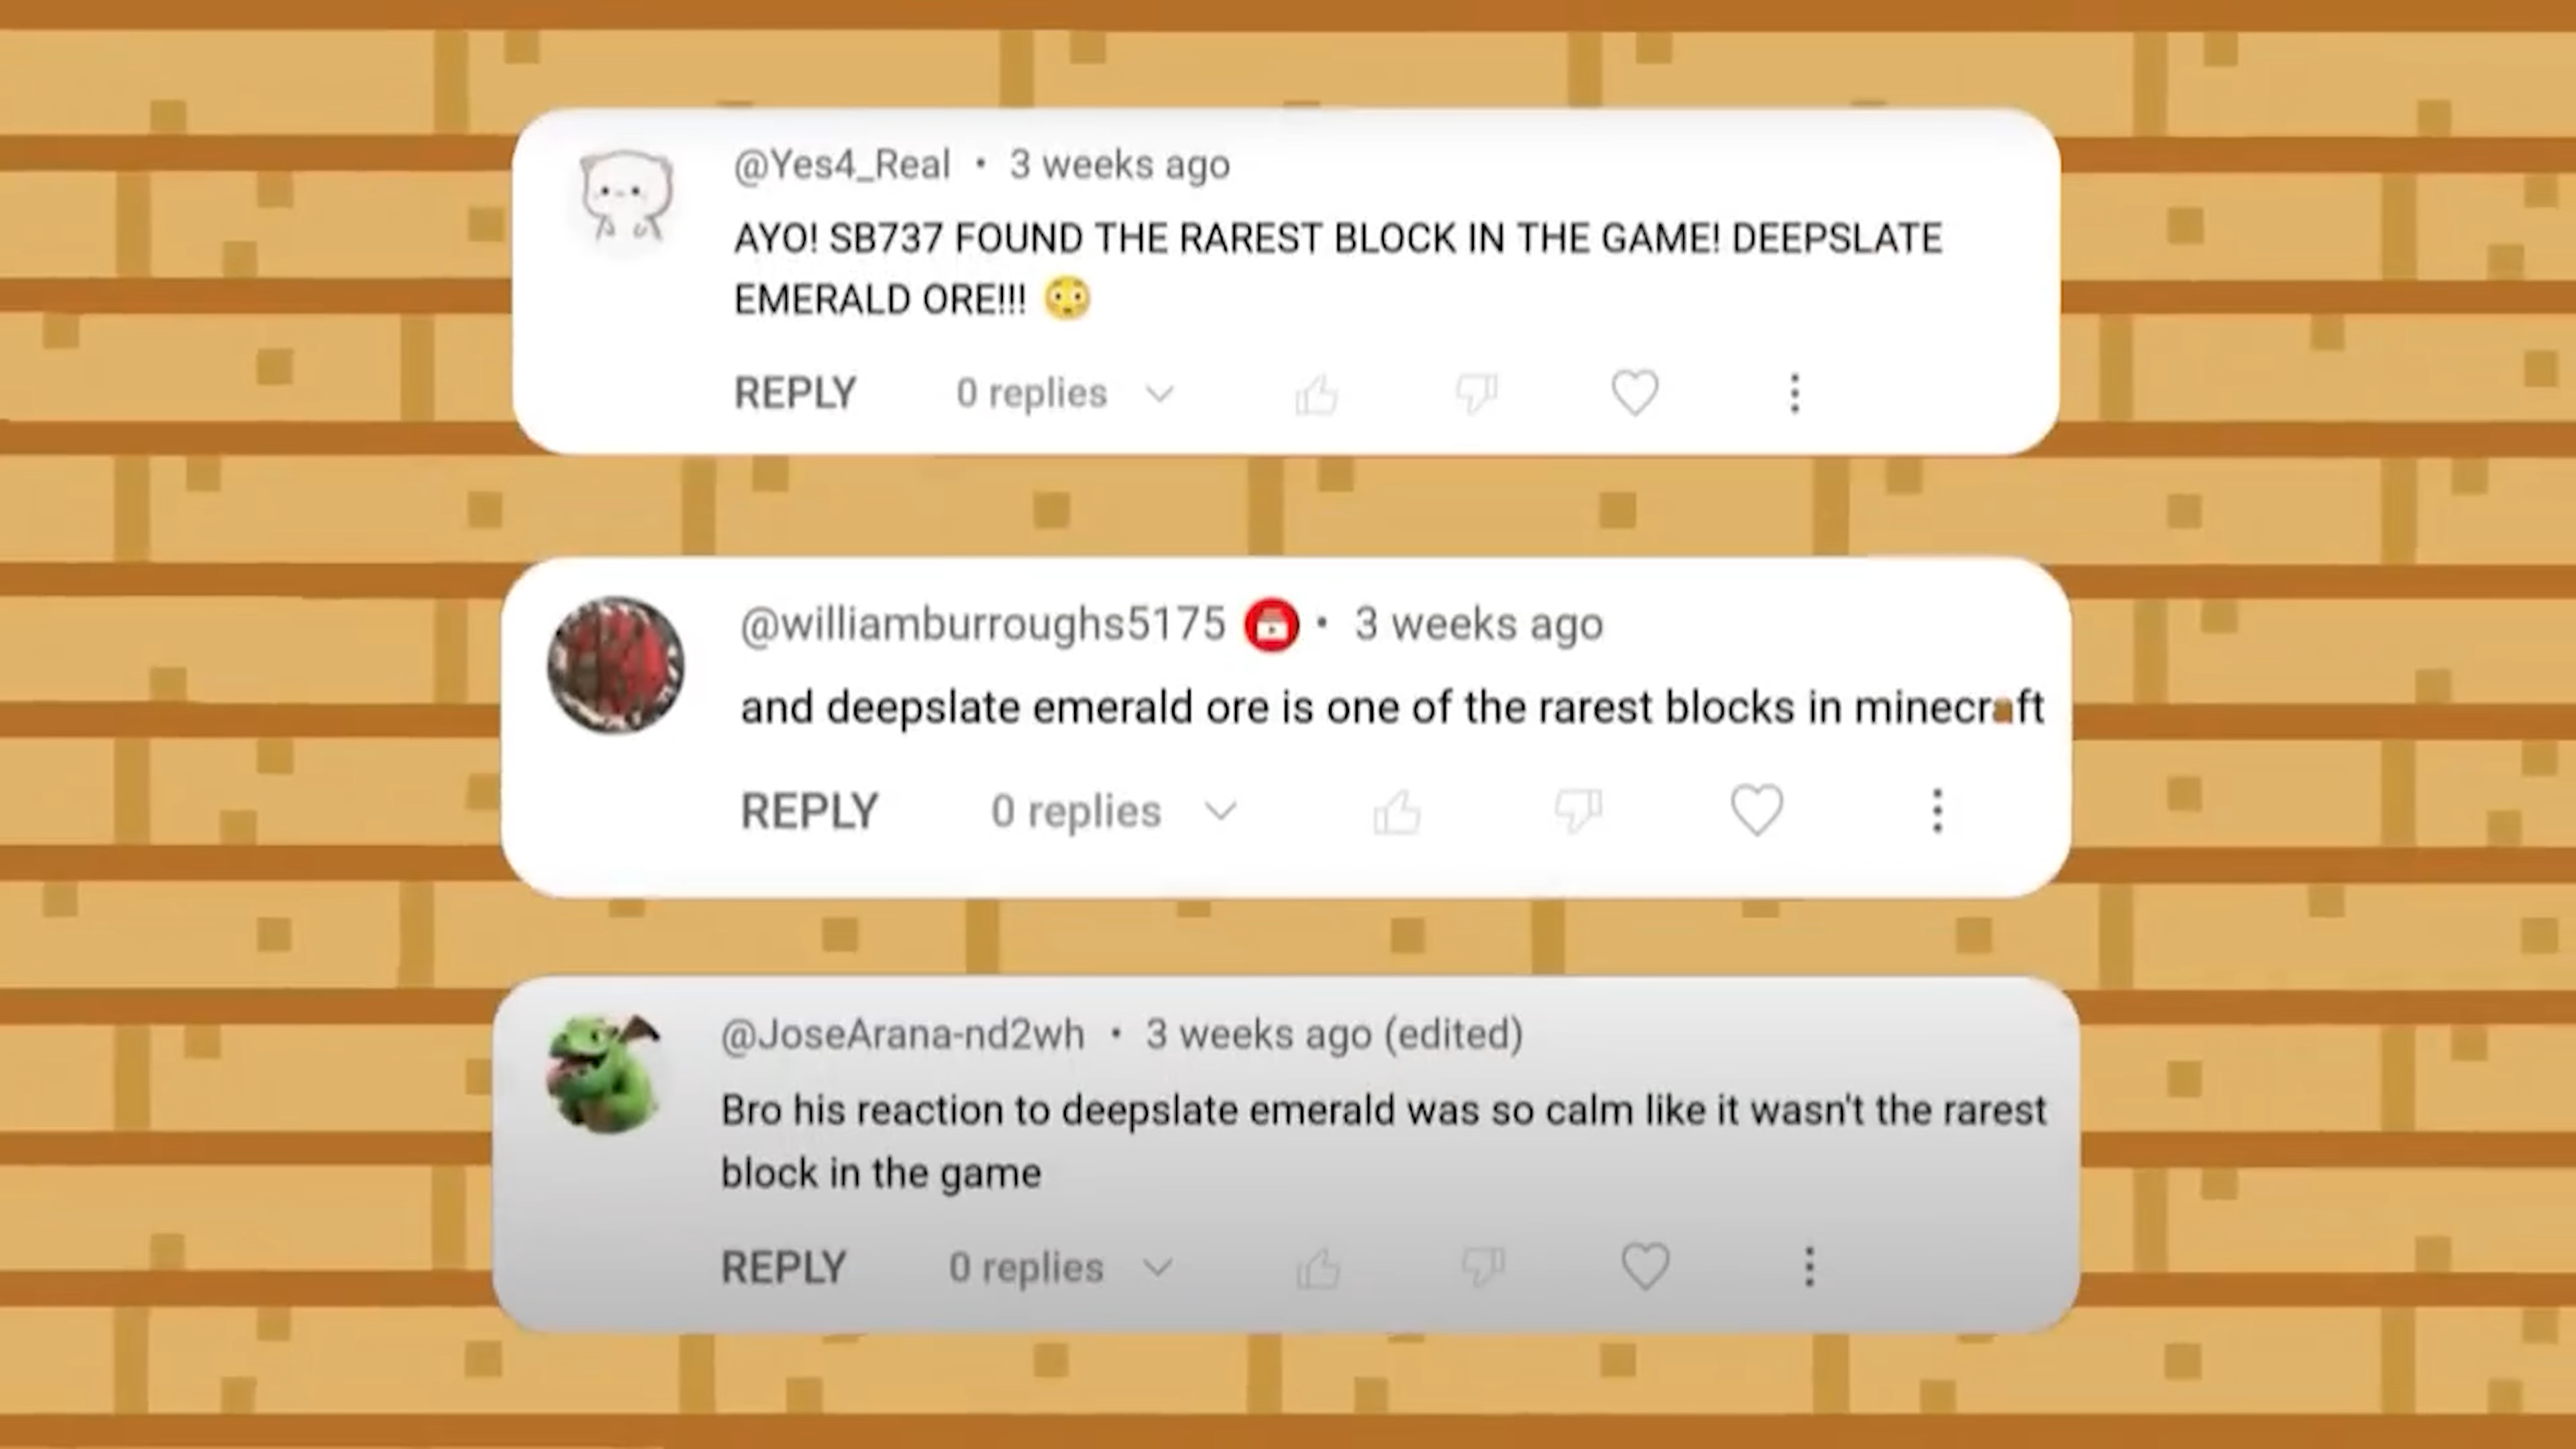 @Yes4_Real • 3 weeks ago
AYO! SB737 FOUND THE RAREST BLOCK IN THE GAME! DEEPSLATE
EMERALD ORE!!! 😳
REPLY 0 replies
@williamburroughs5175 • 3 weeks ago
and deepslate emerald ore is one of the rarest blocks in minecraft
REPLY 0 replies
@JoseArana-nd2wh • 3 weeks ago (edited)
Bro his reaction to deepslate emerald was so calm like it wasn't the rarest
block in the game
REPLY 0 replies